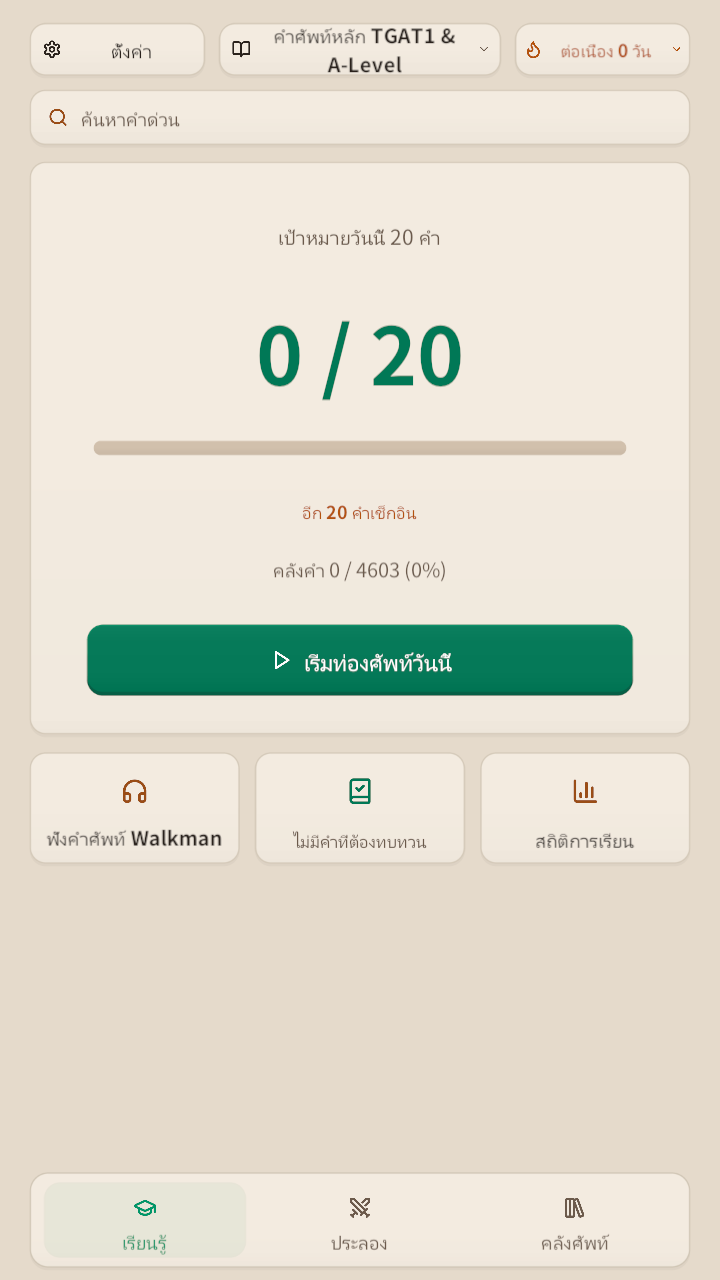 ตั้งค่า
คำศัพท์หลัก TGAT1 &
A-Level
ต่อเนื่อง 0 วัน
ค้นหาคำด่วน
เป้าหมายวันนี้ 20 คำ
0 / 20
อีก 20 คำเช็กอิน
คลังคำ 0 / 4603 (0%)
เริ่มท่องศัพท์วันนี้
ฟังคำศัพท์ Walkman
ไม่มีคำที่ต้องทบทวน
สถิติการเรียน
เรียนรู้
ประลอง
คลังศัพท์